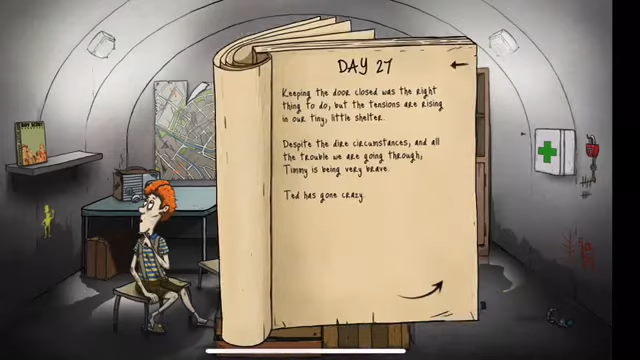 DAY 27
Keeping the door closed was the right
thing to do, but the tensions are rising
in our tiny, little shelter.
Despite the dire circumstances, and all
the trouble we are going through,
Timmy is being very brave.
Ted has gone crazy.